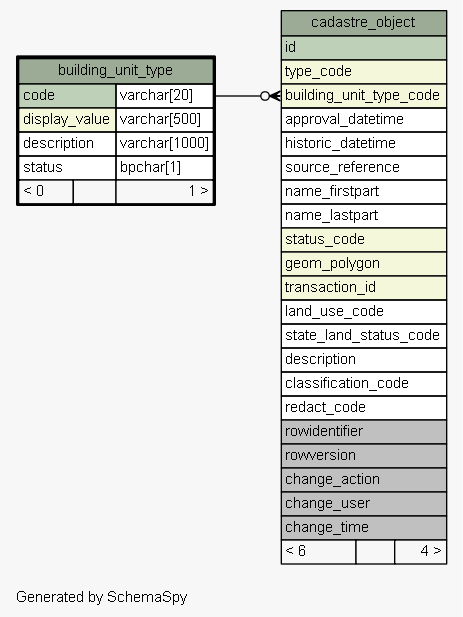 building_unit_type
code varchar[20]
display_value varchar[500]
description varchar[1000]
status bpchar[1]
< 0 1 >
cadastre_object
id
type_code
building_unit_type_code
approval_datetime
historic_datetime
source_reference
name_firstpart
name_lastpart
status_code
geom_polygon
transaction_id
land_use_code
state_land_status_code
description
classification_code
redact_code
rowidentifier
rowversion
change_action
change_user
change_time
< 6 4 >
Generated by SchemaSpy